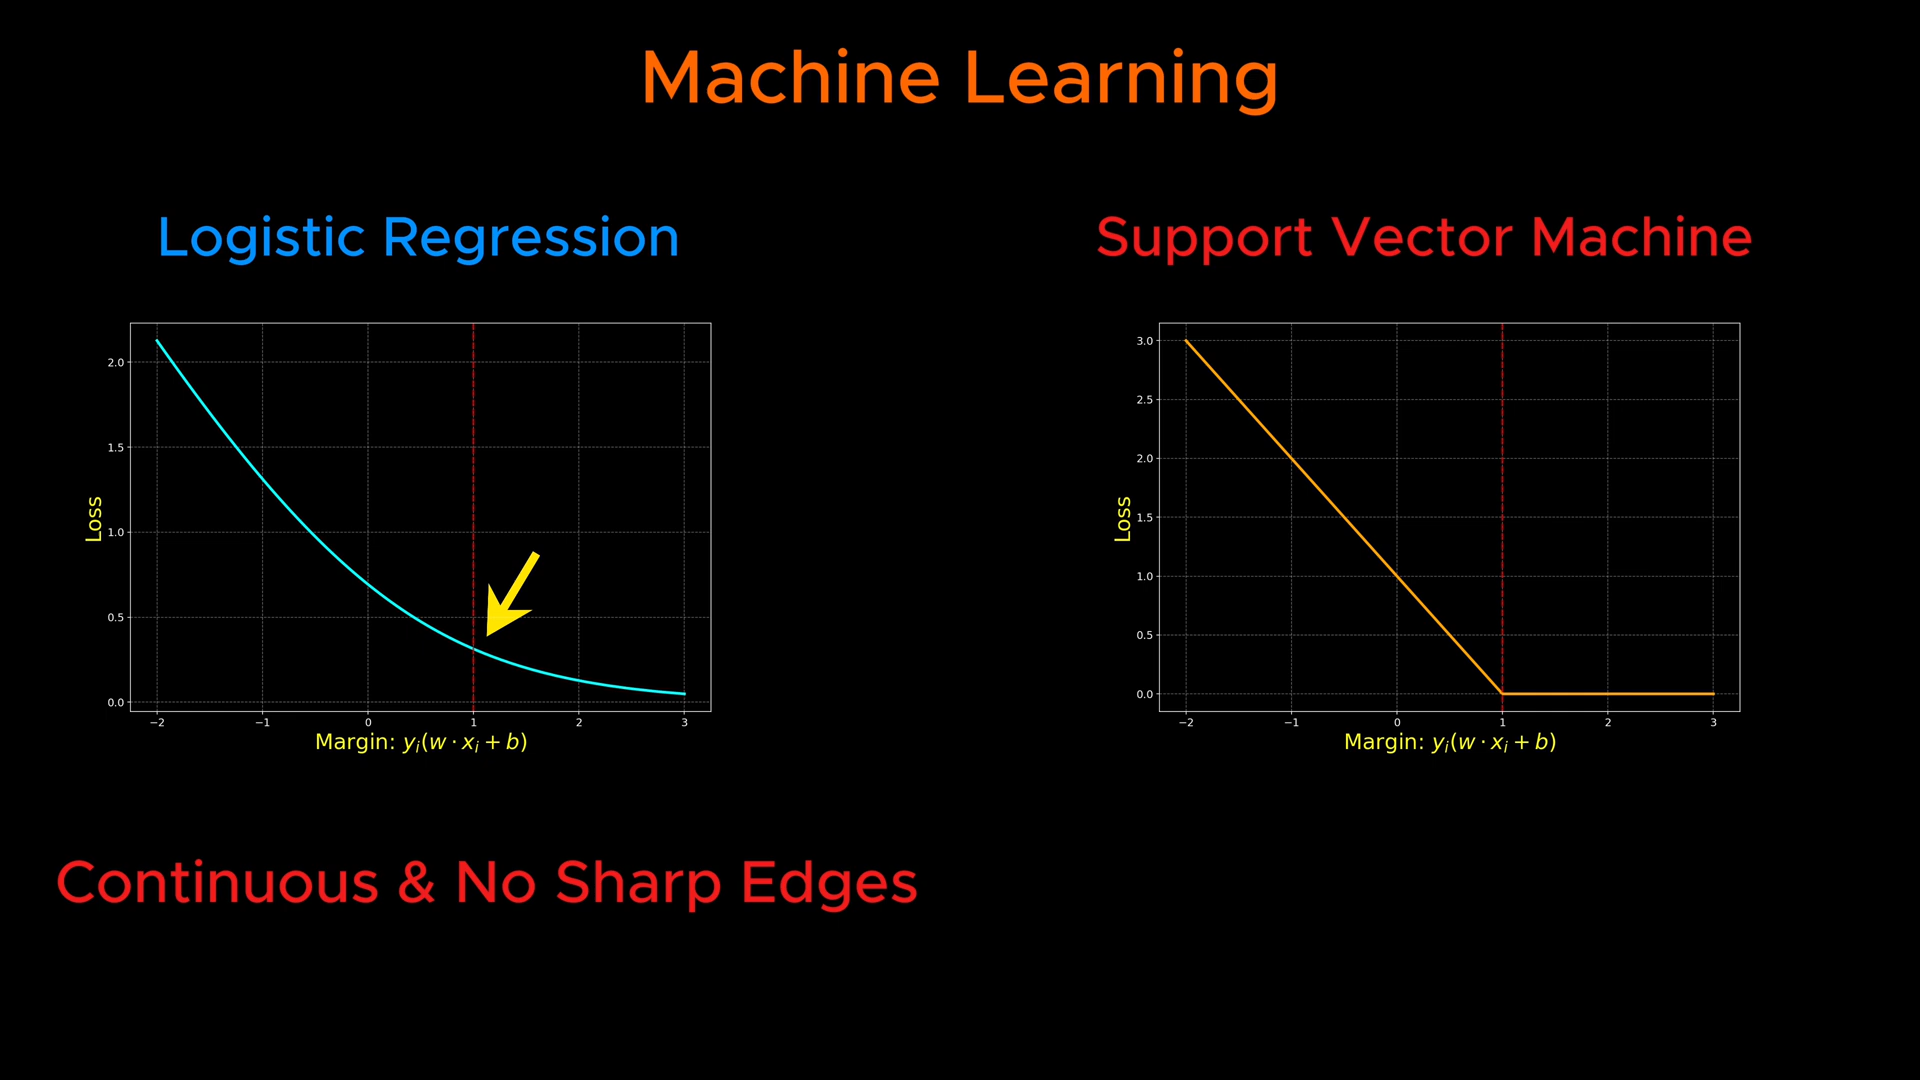 Machine Learning
Logistic Regression
2.0
1.5
1.0
0.5
0.0
Loss
−2 −1 0 1 2 3
Margin: yᵢ(w · xᵢ + b)
Support Vector Machine
3.0
2.5
2.0
1.5
1.0
0.5
0.0
Loss
−2 −1 0 1 2 3
Margin: yᵢ(w · xᵢ + b)
Continuous & No Sharp Edges